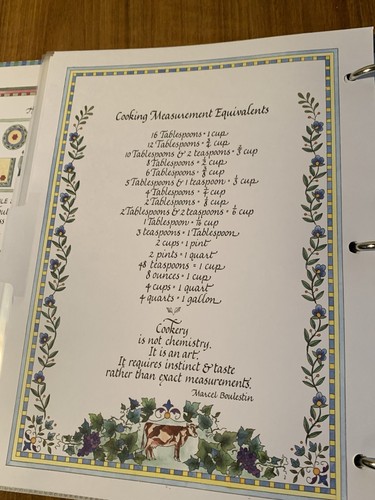 Cooking Measurement Equivalents
16 Tablespoons = 1 cup
12 Tablespoons = ¾ cup
10 Tablespoons & 2 teaspoons = ⅔ cup
8 Tablespoons = ½ cup
6 Tablespoons = ⅜ cup
5 Tablespoons & 1 teaspoon = ⅓ cup
4 Tablespoons = ¼ cup
2 Tablespoons = ⅛ cup
2 Tablespoons & 2 teaspoons = ⅙ cup
1 Tablespoon = 1/16 cup
3 teaspoons = 1 Tablespoon
2 cups = 1 pint
2 pints = 1 quart
48 teaspoons = 1 cup
8 ounces = 1 cup
4 cups = 1 quart
4 quarts = 1 gallon
Cookery
is not chemistry.
It is an art.
It requires instinct & taste
rather than exact measurements.
Marcel Boulestin